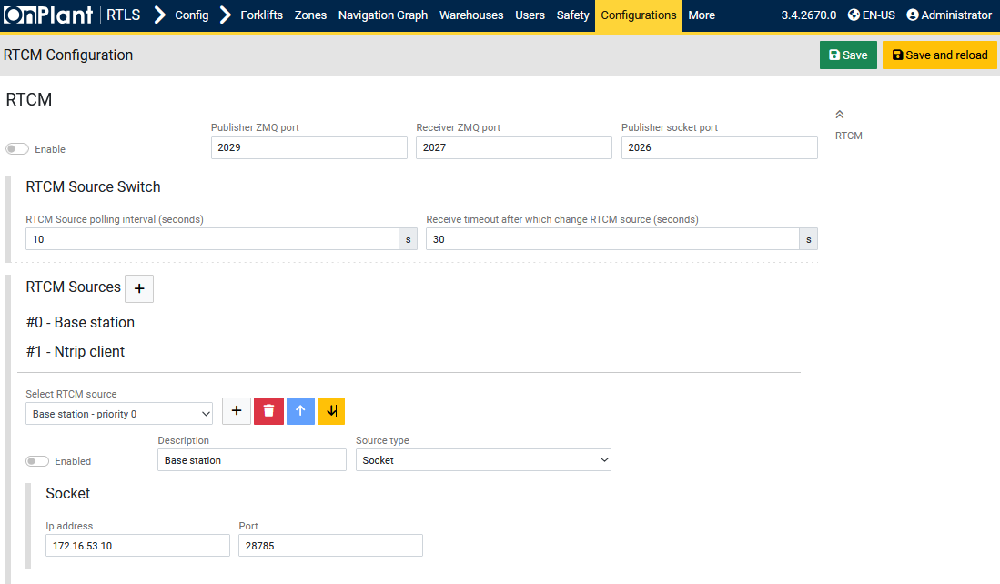 OnPlant RTLS Config Forklifts Zones Navigation Graph Warehouses Users Safety Configurations More 3.4.2670.0 EN-US Administrator
RTCM Configuration Save Save and reload
RTCM
Publisher ZMQ port Receiver ZMQ port Publisher socket port
RTCM
Enable 2029 2027 2026
RTCM Source Switch
RTCM Source polling interval (seconds) Receive timeout after which change RTCM source (seconds)
10 s 30 s
RTCM Sources +
#0 - Base station
#1 - Ntrip client
Select RTCM source
Base station - priority 0 +
Description Source type
Enabled Base station Socket
Socket
Ip address Port
172.16.53.10 28785